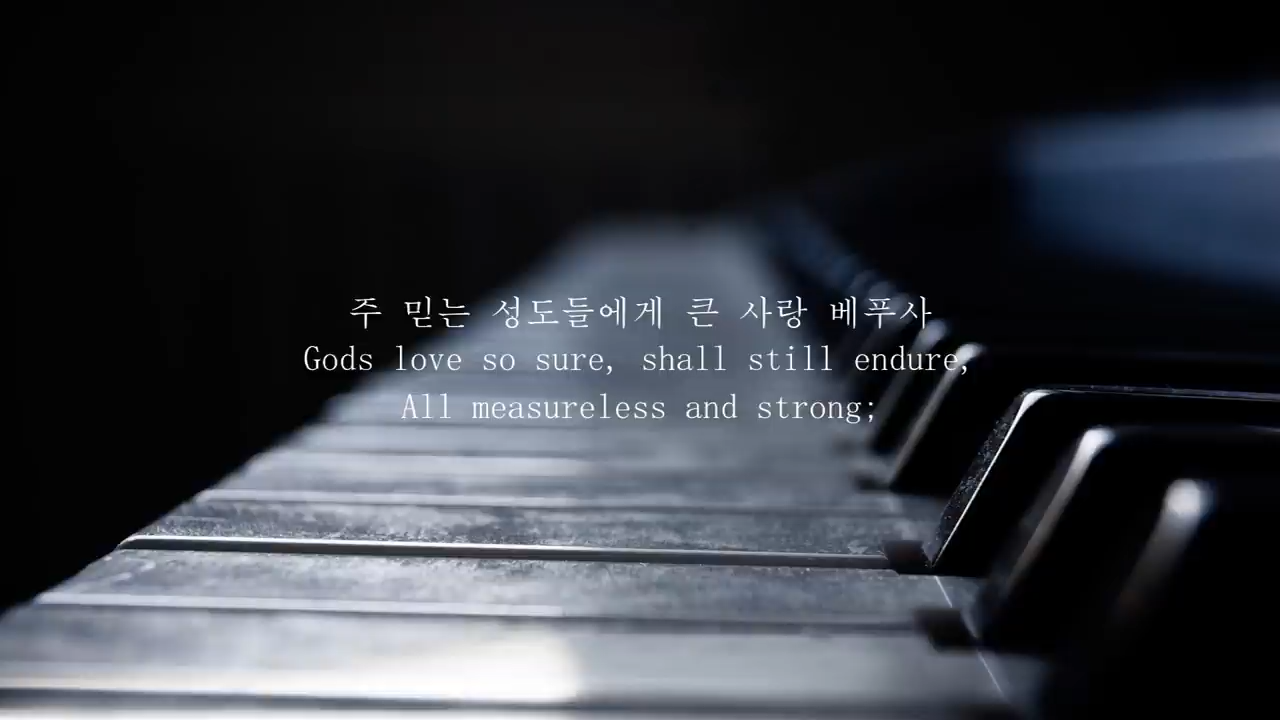 주 믿는 성도들에게 큰 사랑 베푸사
Gods love so sure, shall still endure,
All measureless and strong;